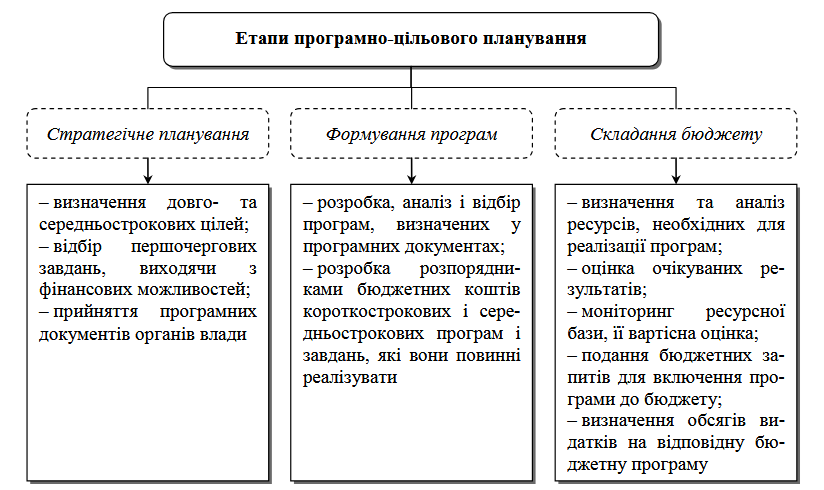 Етапи програмно-цільового планування
Стратегічне планування
Формування програм
Складання бюджету
– визначення довго- та
середньострокових цілей;
– відбір першочергових
завдань, виходячи з
фінансових можливостей;
– прийняття програмних
документів органів влади
– розробка, аналіз і відбір
програм, визначених у
програмних документах;
– розробка розпорядни-
ками бюджетних коштів
короткострокових і сере-
дньострокових програм і
завдань, які вони повинні
реалізувати
– визначення та аналіз
ресурсів, необхідних для
реалізації програм;
– оцінка очікуваних ре-
зультатів;
– моніторинг ресурсної
бази, її вартісна оцінка;
– подання бюджетних за-
питів для включення про-
грами до бюджету;
– визначення обсягів ви-
датків на відповідну бю-
джетну програму